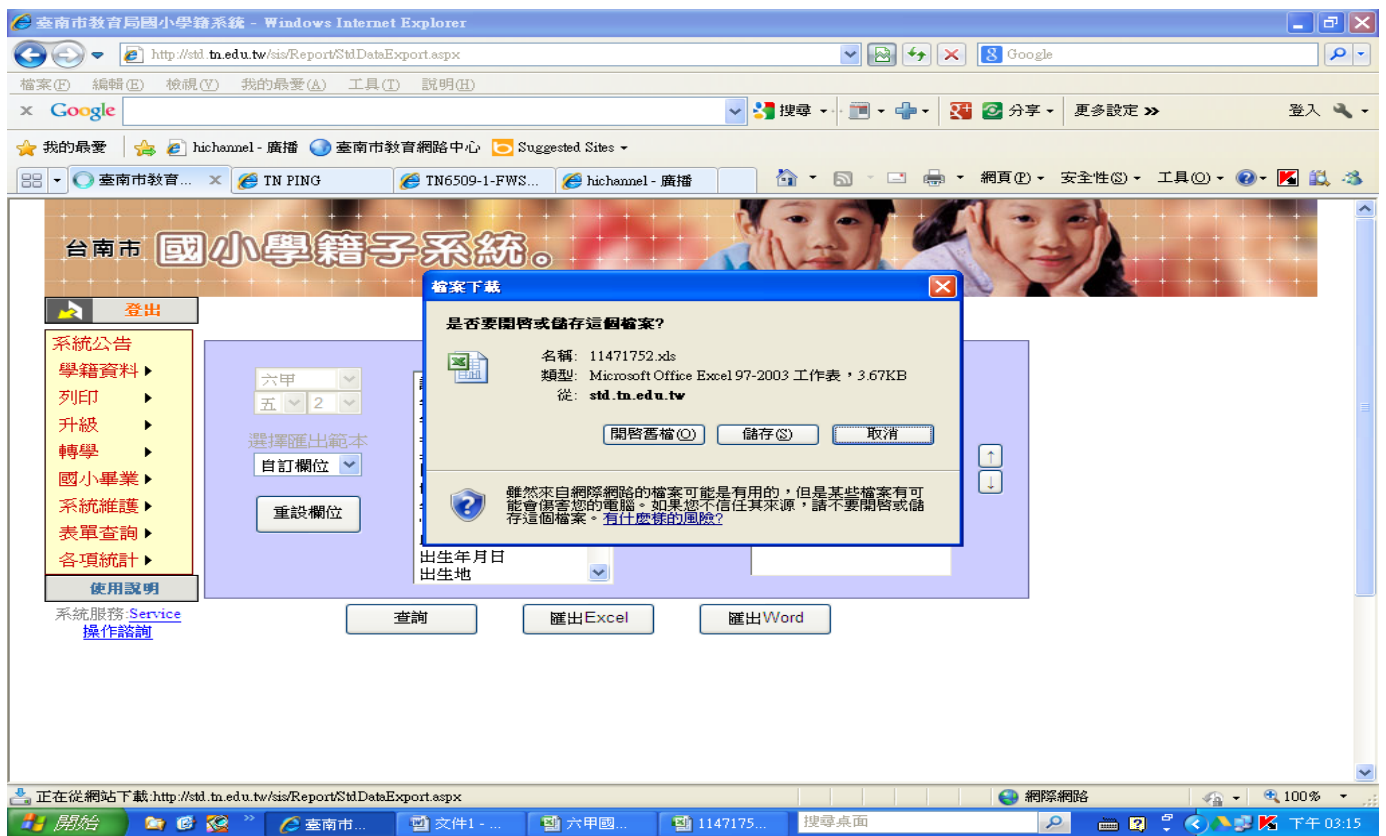 臺南市教育局國小學籍系統 - Windows Internet Explorer
http://std.tn.edu.tw/sis/Report/StdDataExport.aspx
Google
檔案(F) 編輯(E) 檢視(V) 我的最愛(A) 工具(T) 說明(H)
x Google 搜尋 分享 更多設定 » 登入
我的最愛 hichannel - 廣播 臺南市教育網路中心 Suggested Sites
臺南市教育... TN PING TN6509-1-FWS... hichannel - 廣播 網頁(P) 安全性(S) 工具(O)
台南市 國小學籍子系統。
登出
系統公告
學籍資料
列印
升級
轉學
國小畢業
系統維護
表單查詢
各項統計
使用說明
系統服務:Service
操作諮詢
六甲
五 2
選擇匯出範本
自訂欄位
重設欄位
檔案下載
是否要開啓或儲存這個檔案?
名稱: 11471752.xls
類型: Microsoft Office Excel 97-2003 工作表，3.67KB
從: std.tn.edu.tw
開啓舊檔(O) 儲存(S) 取消
雖然來自網際網路的檔案可能是有用的，但是某些檔案有可
能會傷害您的電腦。如果您不信任其來源，請不要開啓或儲
存這個檔案。有什麼樣的風險?
出生年月日
出生地
↑
↓
查詢 匯出Excel 匯出Word
正在從網站下載:http://std.tn.edu.tw/sis/Report/StdDataExport.aspx 網際網路 100%
開始 臺南市... 文件1 - ... 六甲國... 1147175... 搜尋桌面 下午 03:15